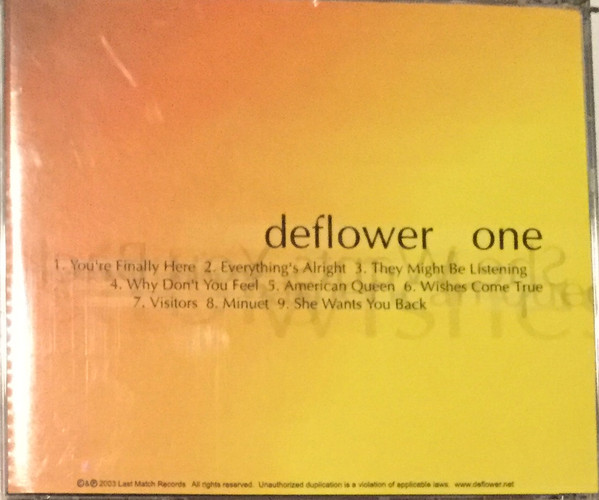 deflower one
1. You're Finally Here 2. Everything's Alright 3. They Might Be Listening
4. Why Don't You Feel 5. American Queen 6. Wishes Come True
7. Visitors 8. Minuet 9. She Wants You Back
©&℗ 2003 Last Match Records All rights reserved. Unauthorized duplication is a violation of applicable laws. www.deflower.net